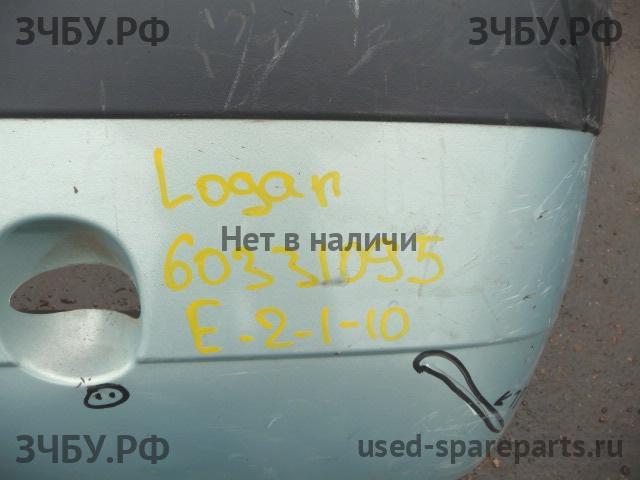 ЗЧБУ.РФ
ЗЧБУ.РФ
Logan
Нет в наличи
60331095
E-2-1-10
ЗЧБУ.РФ
used-spareparts.ru